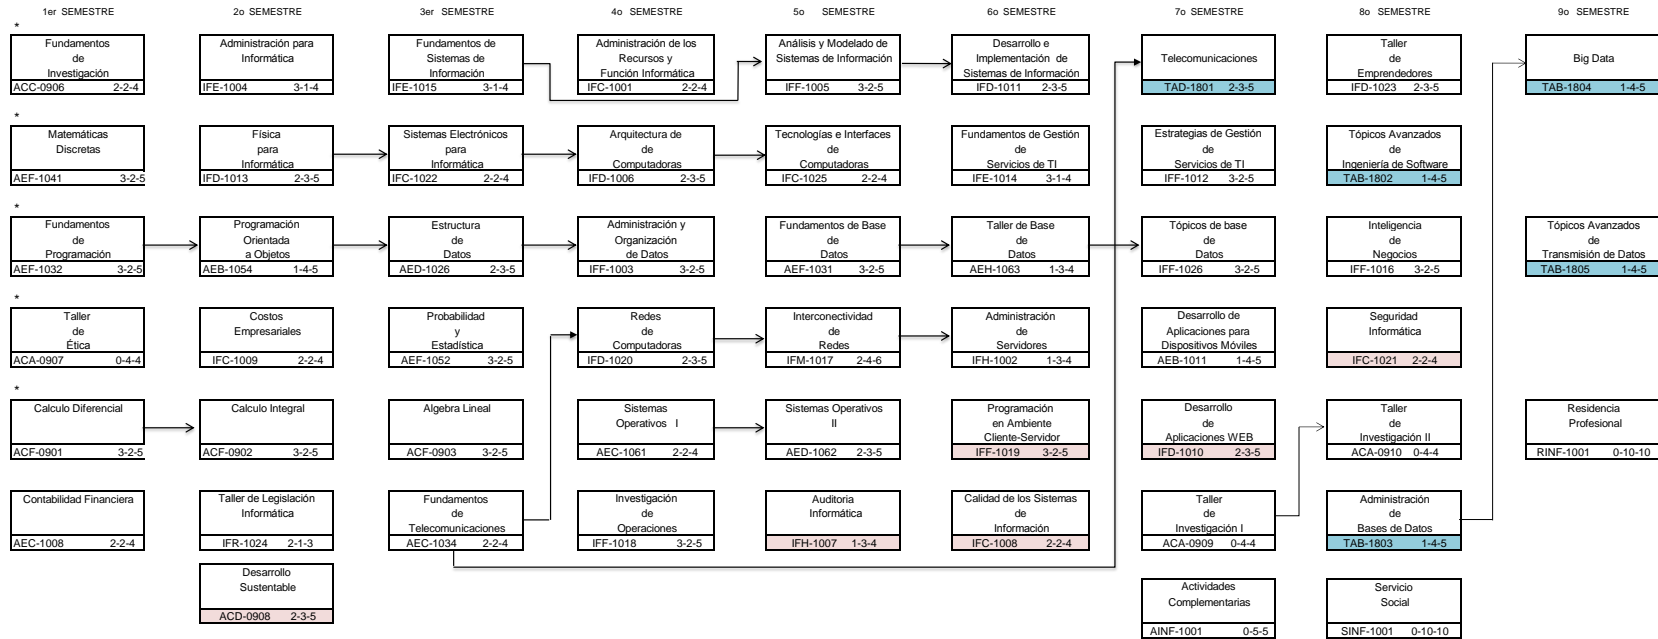 1er SEMESTRE
2o SEMESTRE
3er SEMESTRE
4o SEMESTRE
5o SEMESTRE
6o SEMESTRE
7o SEMESTRE
8o SEMESTRE
9o SEMESTRE
*
Fundamentos
de
Investigación
ACC-0906 2-2-4
Administración para
Informática
IFE-1004 3-1-4
Fundamentos de
Sistemas de
Información
IFE-1015 3-1-4
Administración de los
Recursos y
Función Informática
IFC-1001 2-2-4
Análisis y Modelado de
Sistemas de Información
IFF-1005 3-2-5
Desarrollo e
Implementación de
Sistemas de Información
IFD-1011 2-3-5
Telecomunicaciones
TAD-1801 2-3-5
Taller
de
Emprendedores
IFD-1023 2-3-5
Big Data
TAB-1804 1-4-5
*
Matemáticas
Discretas
AEF-1041 3-2-5
Física
para
Informática
IFD-1013 2-3-5
Sistemas Electrónicos
para
Informática
IFC-1022 2-2-4
Arquitectura de
Computadoras
IFD-1006 2-3-5
Tecnologías e Interfaces
de
Computadoras
IFC-1025 2-2-4
Fundamentos de Gestión
de
Servicios de TI
IFE-1014 3-1-4
Estrategias de Gestión
de
Servicios de TI
IFF-1012 3-2-5
Tópicos Avanzados
de
Ingeniería de Software
TAB-1802 1-4-5
*
Fundamentos
de
Programación
AEF-1032 3-2-5
Programación
Orientada
a Objetos
AEB-1054 1-4-5
Estructura
de
Datos
AED-1026 2-3-5
Administración y
Organización
de Datos
IFF-1003 3-2-5
Fundamentos de Base
de
Datos
AEF-1031 3-2-5
Taller de Base
de
Datos
AEH-1063 1-3-4
Tópicos de base
de
Datos
IFF-1026 3-2-5
Inteligencia
de
Negocios
IFF-1016 3-2-5
Tópicos Avanzados
de
Transmisión de Datos
TAB-1805 1-4-5
*
Taller
de
Ética
ACA-0907 0-4-4
Costos
Empresariales
IFC-1009 2-2-4
Probabilidad
y
Estadística
AEF-1052 3-2-5
Redes
de
Computadoras
IFD-1020 2-3-5
Interconectividad
de
Redes
IFM-1017 2-4-6
Administración
de
Servidores
IFH-1002 1-3-4
Desarrollo de
Aplicaciones para
Dispositivos Móviles
AEB-1011 1-4-5
Seguridad
Informática
IFC-1021 2-2-4
*
Calculo Diferencial
ACF-0901 3-2-5
Calculo Integral
ACF-0902 3-2-5
Algebra Lineal
ACF-0903 3-2-5
Sistemas
Operativos I
AEC-1061 2-2-4
Sistemas Operativos
II
AED-1062 2-3-5
Programación
en Ambiente
Cliente-Servidor
IFF-1019 3-2-5
Desarrollo
de
Aplicaciones WEB
IFD-1010 2-3-5
Taller
de
Investigación II
ACA-0910 0-4-4
Residencia
Profesional
RINF-1001 0-10-10
Contabilidad Financiera
AEC-1008 2-2-4
Taller de Legislación
Informática
IFR-1024 2-1-3
Fundamentos
de
Telecomunicaciones
AEC-1034 2-2-4
Investigación
de
Operaciones
IFF-1018 3-2-5
Auditoria
Informática
IFH-1007 1-3-4
Calidad de los Sistemas
de
Información
IFC-1008 2-2-4
Taller
de
Investigación I
ACA-0909 0-4-4
Administración
de
Bases de Datos
TAB-1803 1-4-5
Desarrollo
Sustentable
ACD-0908 2-3-5
Actividades
Complementarias
AINF-1001 0-5-5
Servicio
Social
SINF-1001 0-10-10